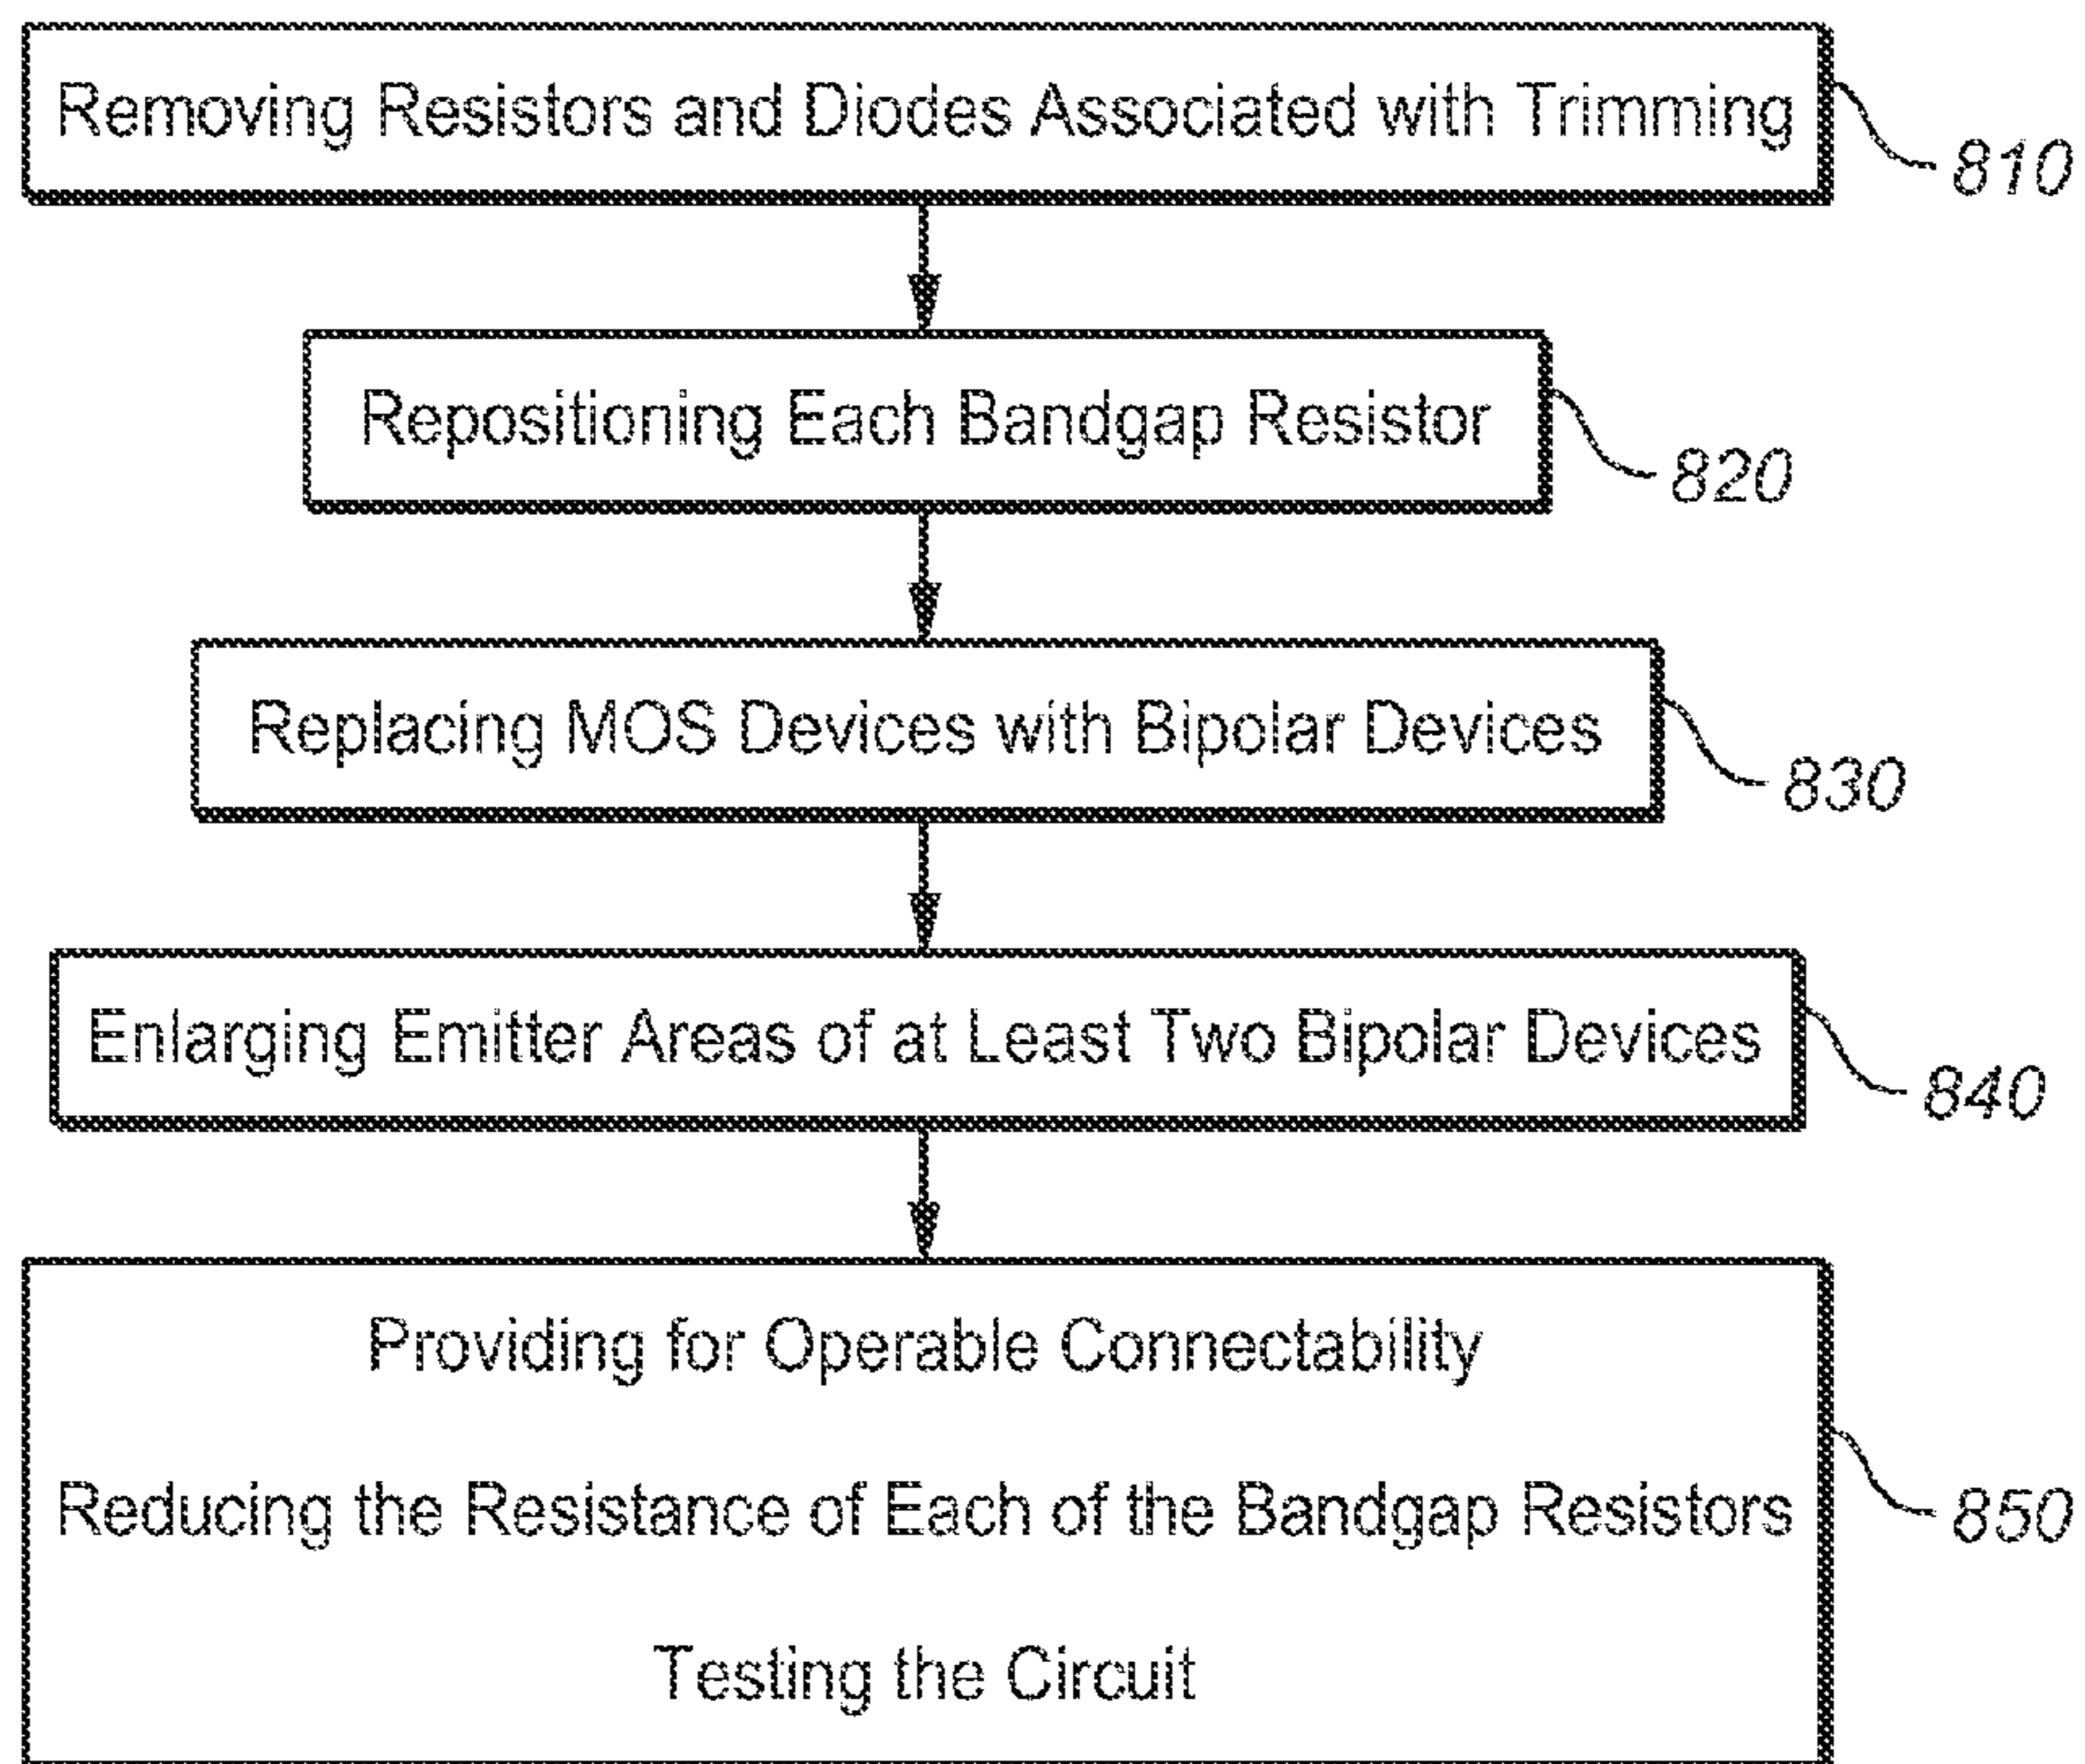 Removing Resistors and Diodes Associated with Trimming
810
Repositioning Each Bandgap Resistor
820
Replacing MOS Devices with Bipolar Devices
830
Enlarging Emitter Areas of at Least Two Bipolar Devices
840
Providing for Operable Connectability
Reducing the Resistance of Each of the Bandgap Resistors
850
Testing the Circuit